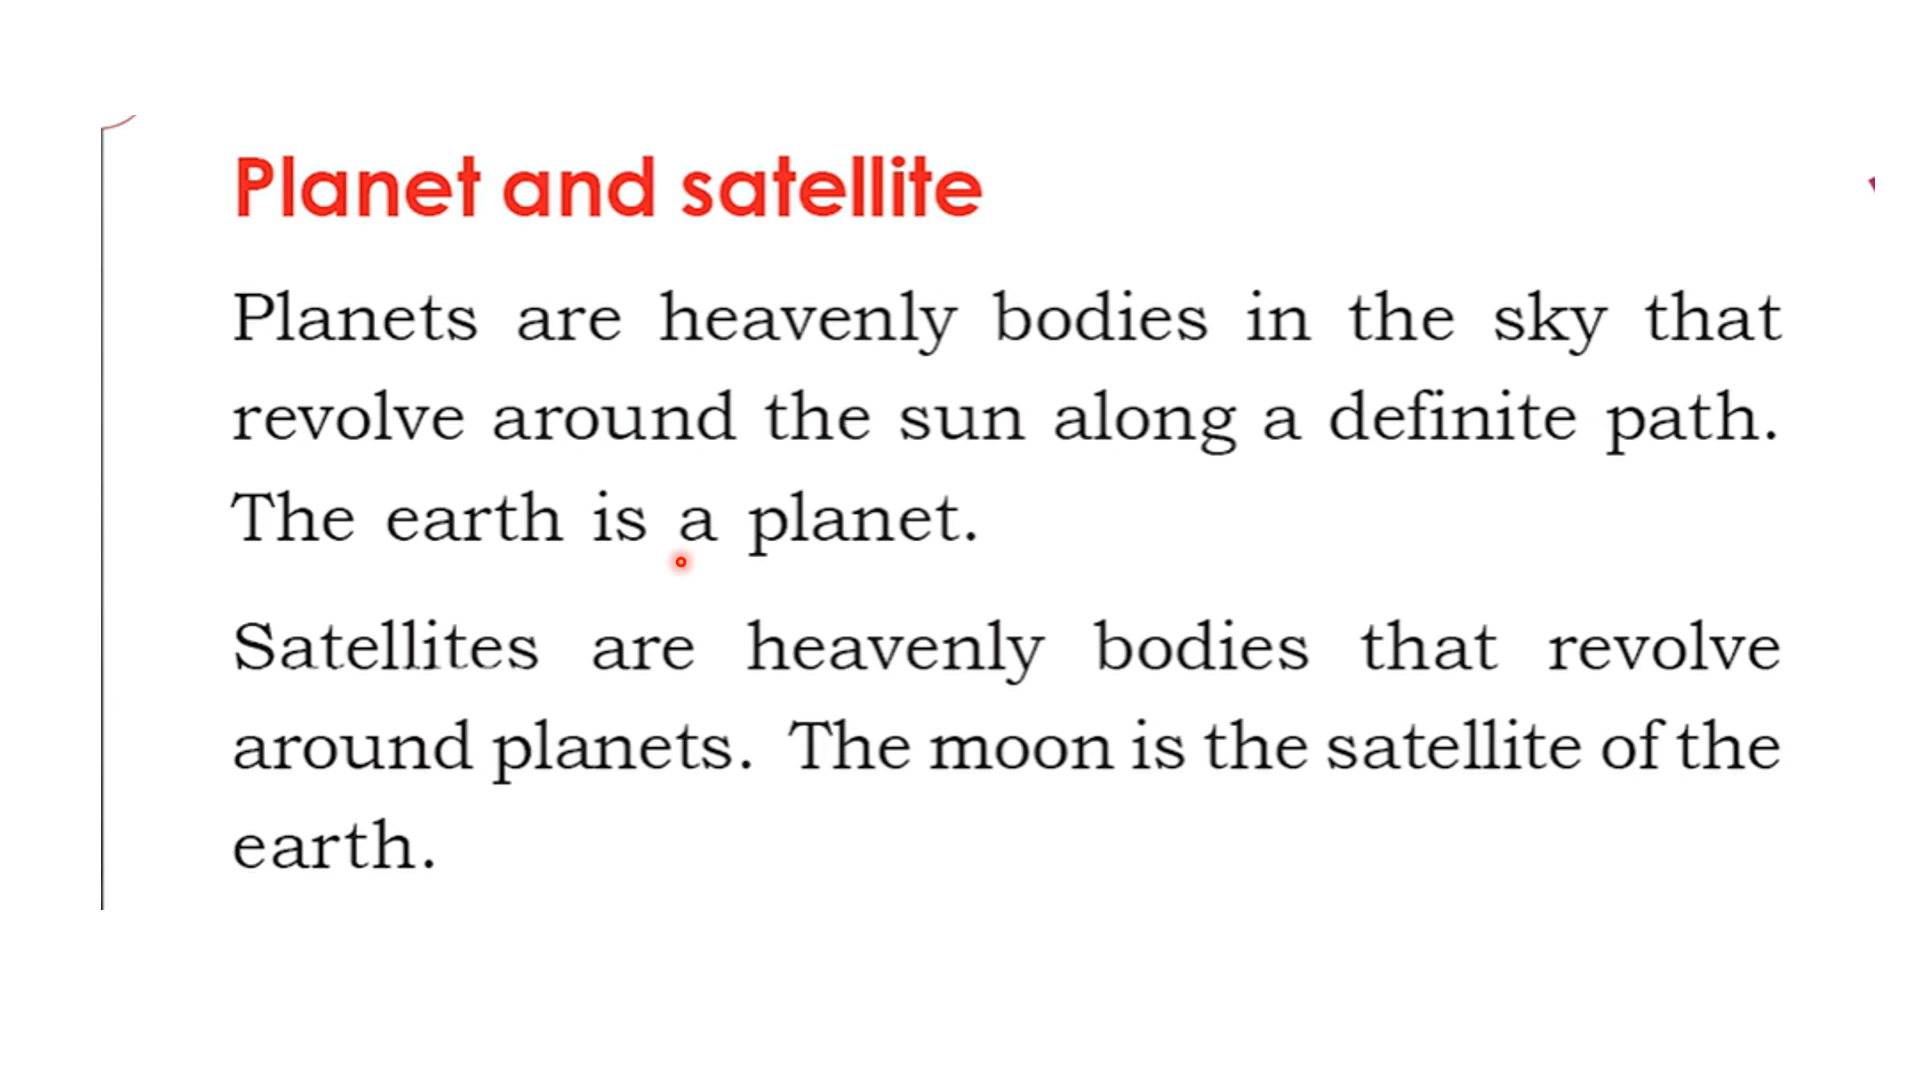 Planet and satellite
Planets are heavenly bodies in the sky that
revolve around the sun along a definite path.
The earth is a planet.
Satellites are heavenly bodies that revolve
around planets. The moon is the satellite of the
earth.